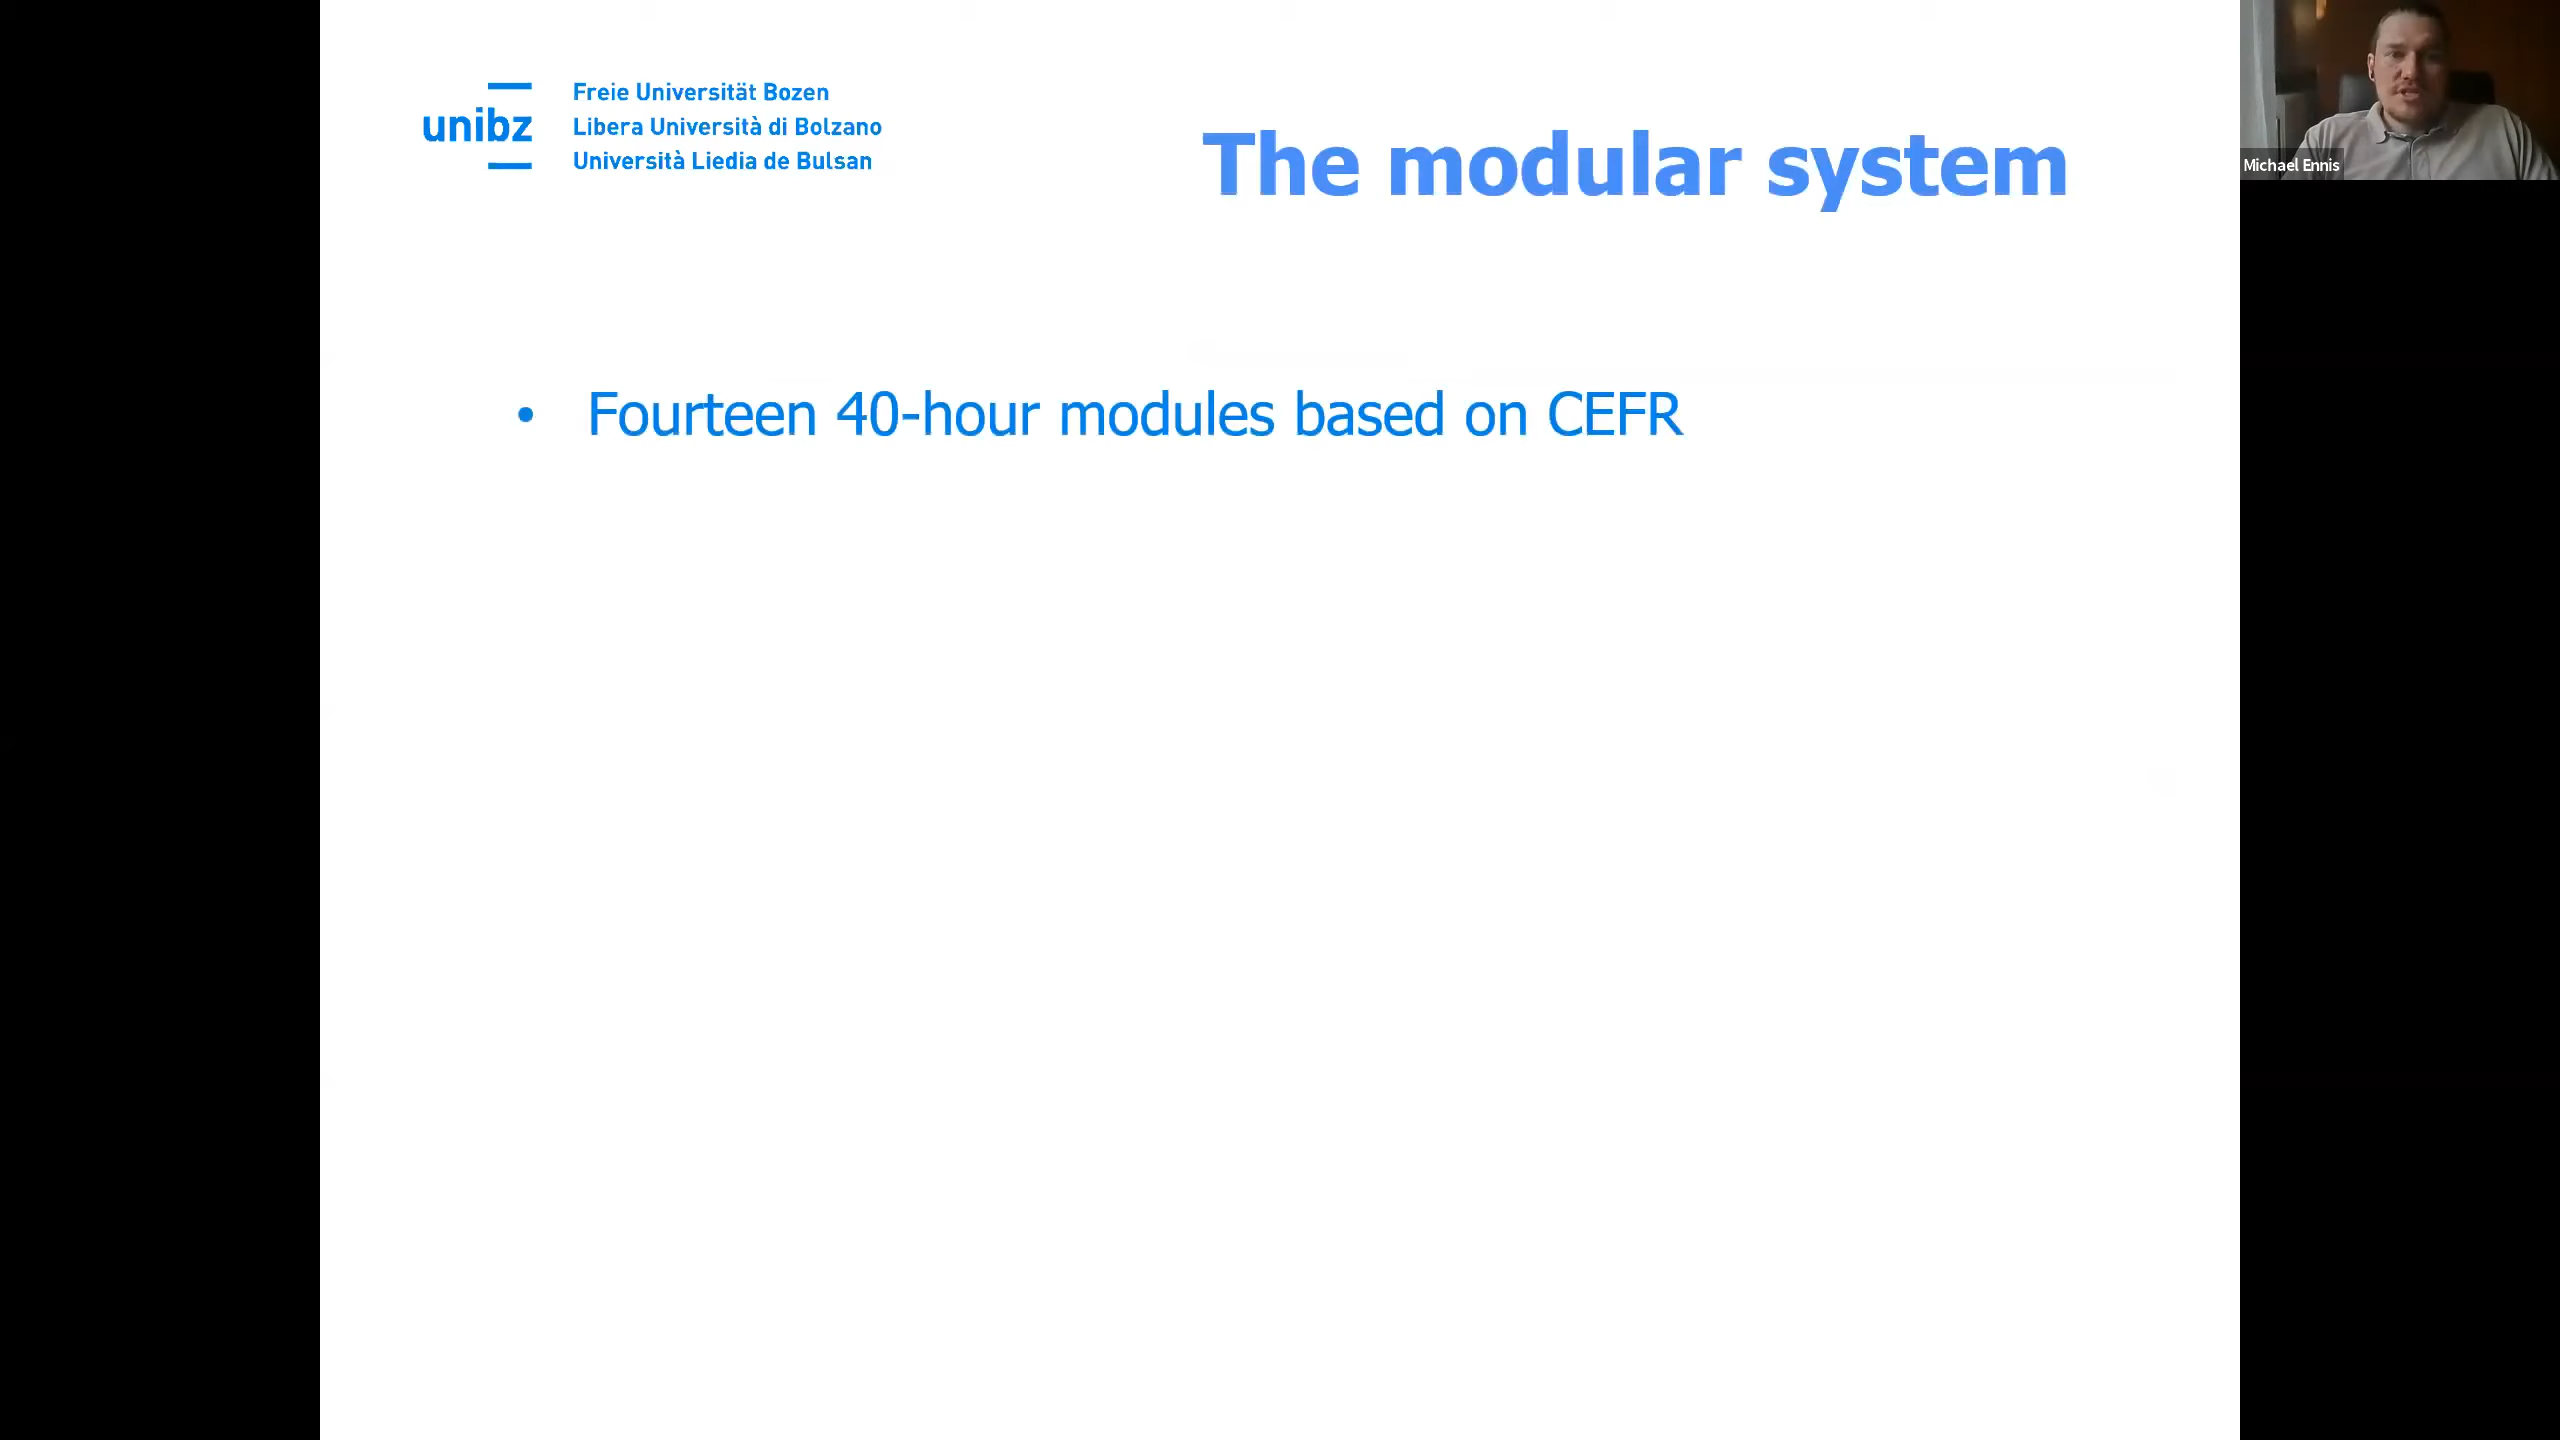 unibz
Freie Universität Bozen
Libera Università di Bolzano
Università Liedia de Bulsan
The modular system
Michael Ennis
• Fourteen 40-hour modules based on CEFR